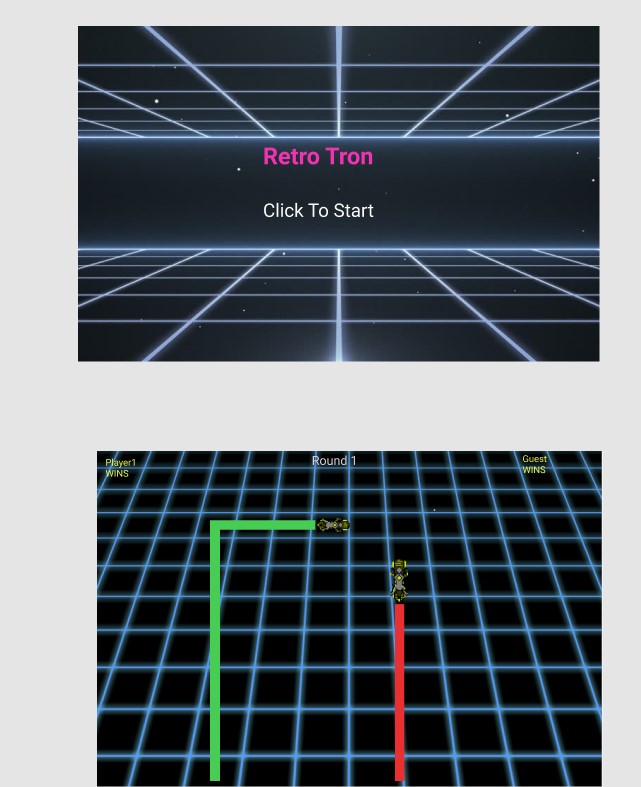 Retro Tron
Click To Start
Player1
WINS
Round 1
Guest
WINS